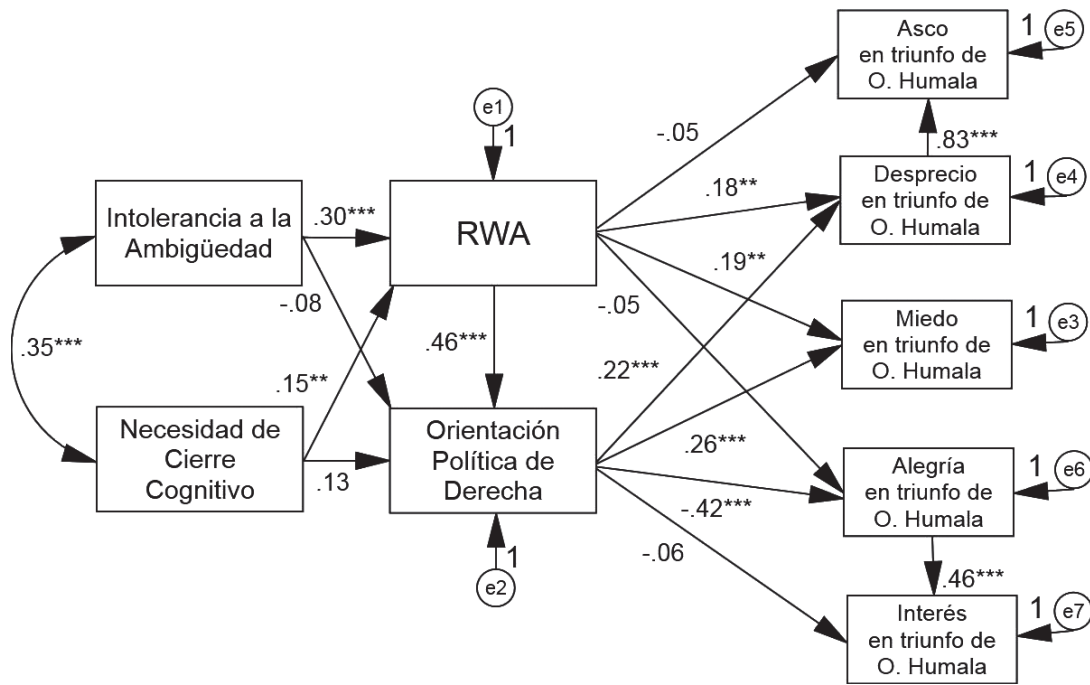 Asco
en triunfo de
O. Humala
1
e5
-.05
.83***
e1
1
Intolerancia a la
Ambigüedad
.30***
RWA
.18**
Desprecio
en triunfo de
O. Humala
1
e4
.19**
-.08
-.05
.35***
.46***
Miedo
en triunfo de
O. Humala
1
e3
.15**
.22***
Necesidad de
Cierre
Cognitivo
.13
Orientación
Política de
Derecha
.26***
Alegría
en triunfo de
O. Humala
1
e6
-.42***
-.06
1
e2
.46***
Interés
en triunfo de
O. Humala
1
e7